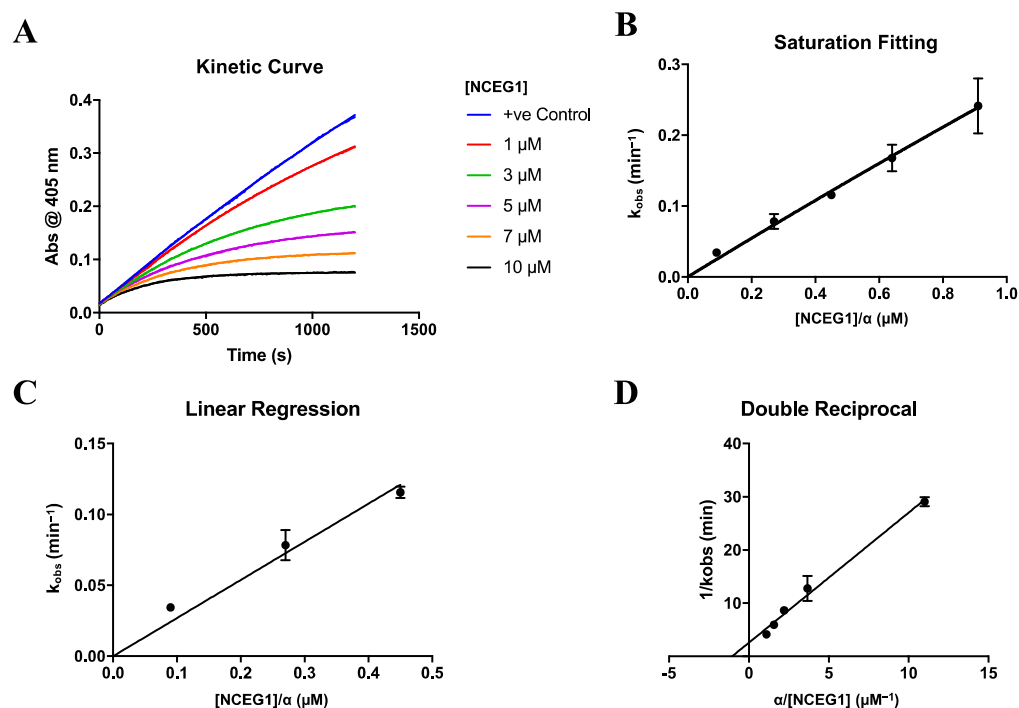 A
Kinetic Curve
Abs @ 405 nm
0.4
0.3
0.2
0.1
0.0
0
500
1000
1500
Time (s)
[NCEG1]
+ve Control
1 µM
3 µM
5 µM
7 µM
10 µM
B
Saturation Fitting
kobs (min⁻¹)
0.3
0.2
0.1
0.0
0.0
0.2
0.4
0.6
0.8
1.0
[NCEG1]/α (µM)
C
Linear Regression
kobs (min⁻¹)
0.15
0.10
0.05
0.00
0.0
0.1
0.2
0.3
0.4
0.5
[NCEG1]/α (µM)
D
Double Reciprocal
1/kobs (min)
40
30
20
10
-5
0
5
10
15
α/[NCEG1] (µM⁻¹)